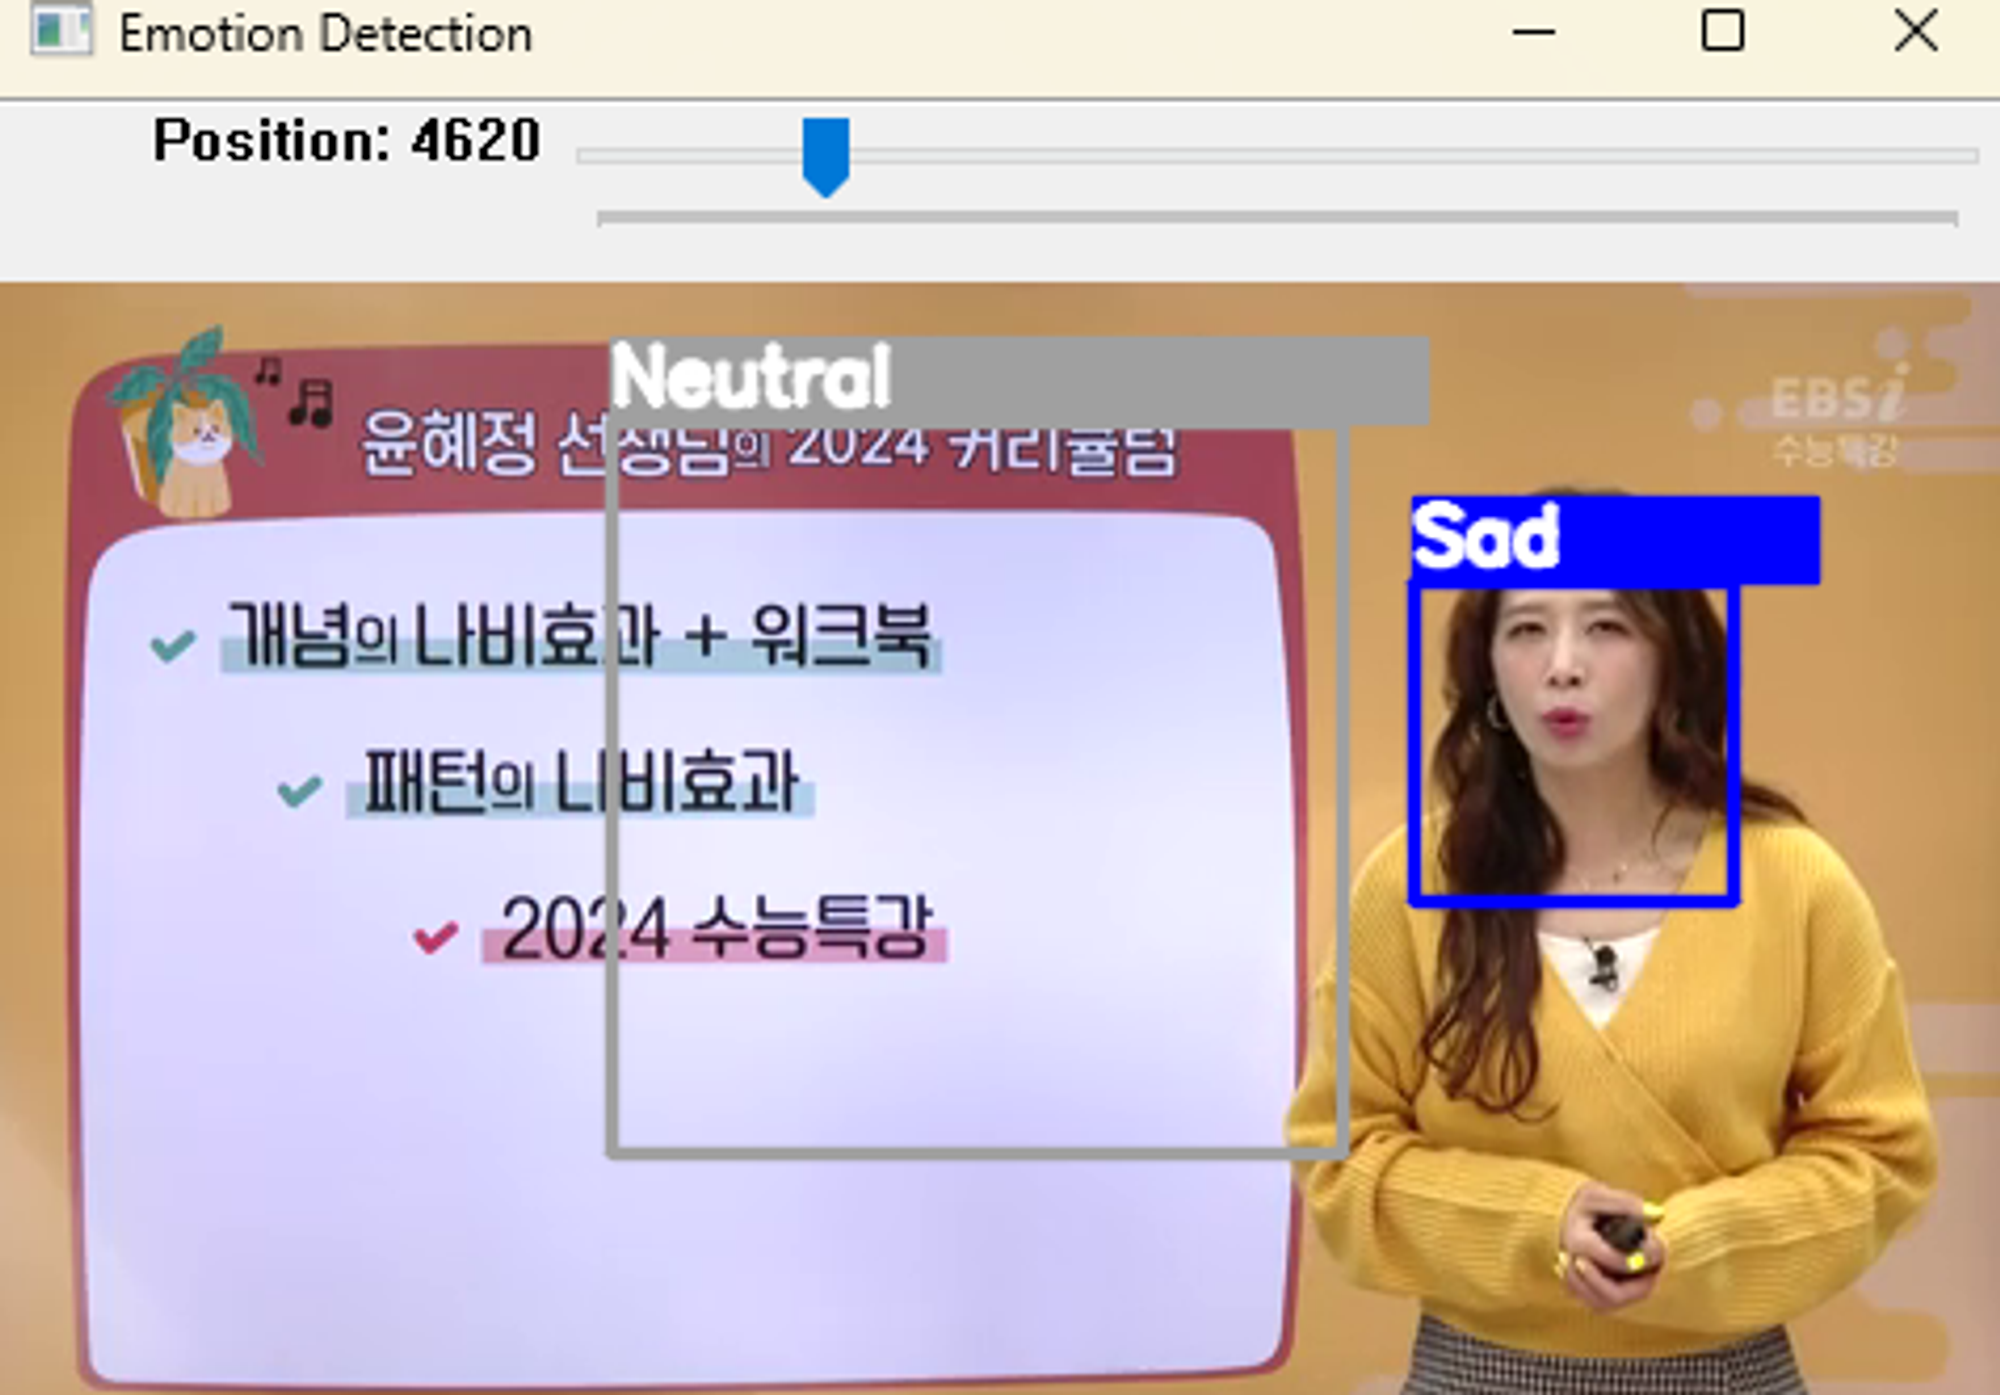 Emotion Detection
Position: 4620
Neutral
윤혜정 선생님의 2024 커리큘럼
EBSi
수능특강
Sad
개념의 나비효과 + 워크북
패턴의 나비효과
2024 수능특강